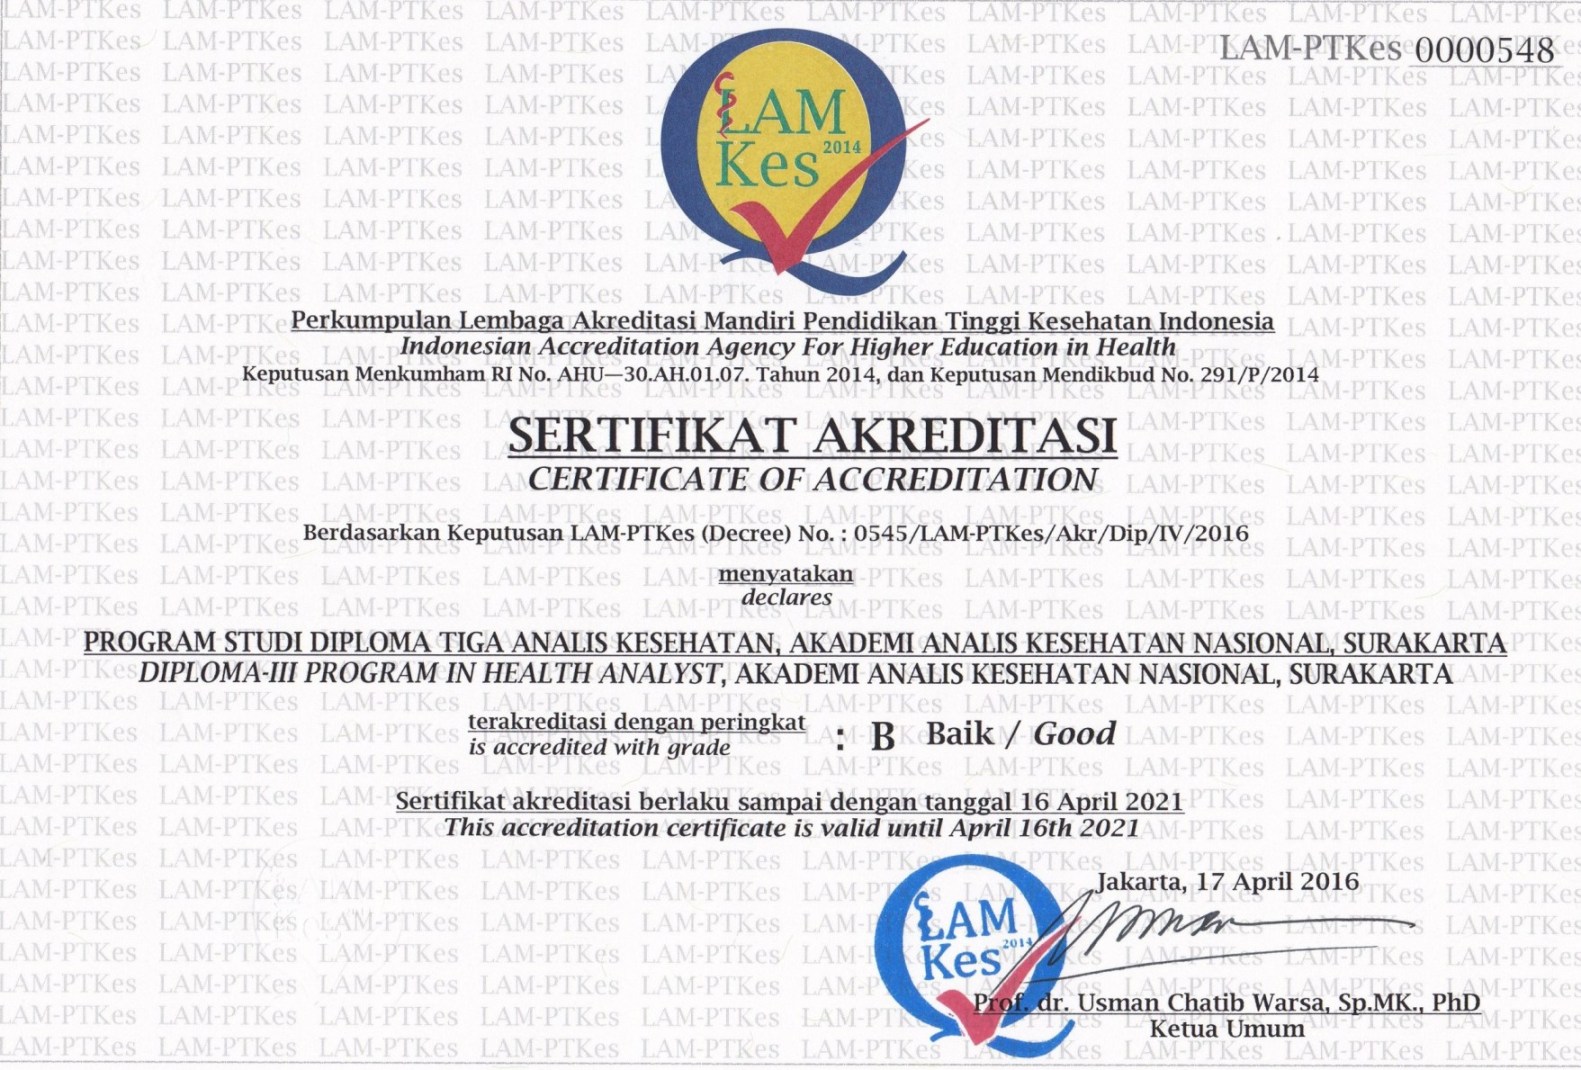 LAM-PTKes 0000548
LAM
Kes 2014
Perkumpulan Lembaga Akreditasi Mandiri Pendidikan Tinggi Kesehatan Indonesia
Indonesian Accreditation Agency For Higher Education in Health
Keputusan Menkumham RI No. AHU—30.AH.01.07. Tahun 2014, dan Keputusan Mendikbud No. 291/P/2014
SERTIFIKAT AKREDITASI
CERTIFICATE OF ACCREDITATION
Berdasarkan Keputusan LAM-PTKes (Decree) No. : 0545/LAM-PTKes/Akr/Dip/IV/2016
menyatakan
declares
PROGRAM STUDI DIPLOMA TIGA ANALIS KESEHATAN, AKADEMI ANALIS KESEHATAN NASIONAL, SURAKARTA
DIPLOMA-III PROGRAM IN HEALTH ANALYST, AKADEMI ANALIS KESEHATAN NASIONAL, SURAKARTA
terakreditasi dengan peringkat : B Baik / Good
is accredited with grade
Sertifikat akreditasi berlaku sampai dengan tanggal 16 April 2021
This accreditation certificate is valid until April 16th 2021
Jakarta, 17 April 2016
LAM
Kes 2014
Prof. dr. Usman Chatib Warsa, Sp.MK., PhD
Ketua Umum